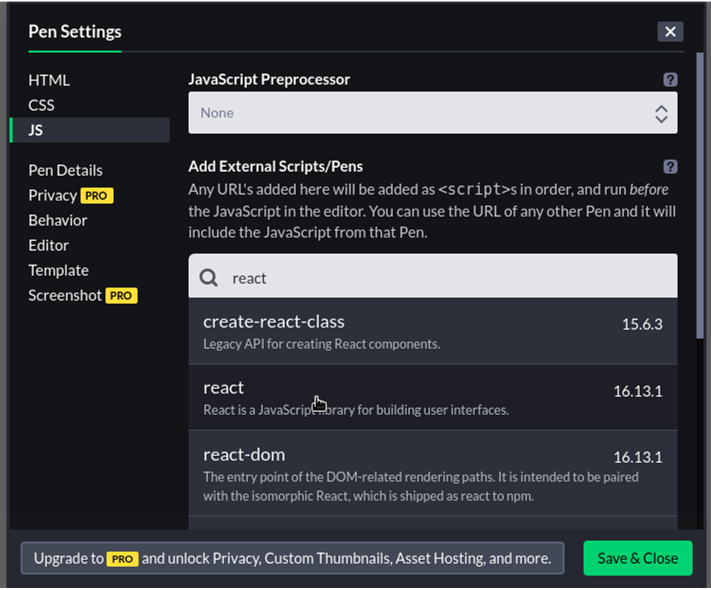 Pen Settings
HTML
CSS
JS
Pen Details
Privacy PRO
Behavior
Editor
Template
Screenshot PRO
JavaScript Preprocessor
?
None
Add External Scripts/Pens
?
Any URL's added here will be added as <script>s in order, and run before
the JavaScript in the editor. You can use the URL of any other Pen and it will
include the JavaScript from that Pen.
react
create-react-class 15.6.3
Legacy API for creating React components.
react 16.13.1
React is a JavaScript library for building user interfaces.
react-dom 16.13.1
The entry point of the DOM-related rendering paths. It is intended to be paired
with the isomorphic React, which is shipped as react to npm.
Upgrade to PRO and unlock Privacy, Custom Thumbnails, Asset Hosting, and more.
Save & Close